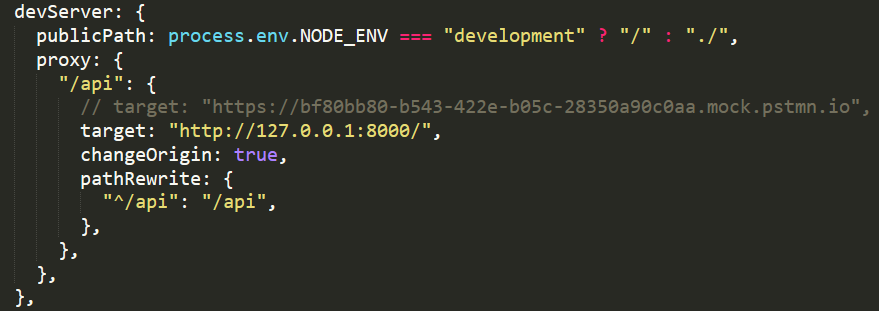 devServer: {
publicPath: process.env.NODE_ENV === "development" ? "/" : "./",
proxy: {
"/api": {
// target: "https://bf80bb80-b543-422e-b05c-28350a90c0aa.mock.pstmn.io",
target: "http://127.0.0.1:8000/",
changeOrigin: true,
pathRewrite: {
"^/api": "/api",
},
},
},
},